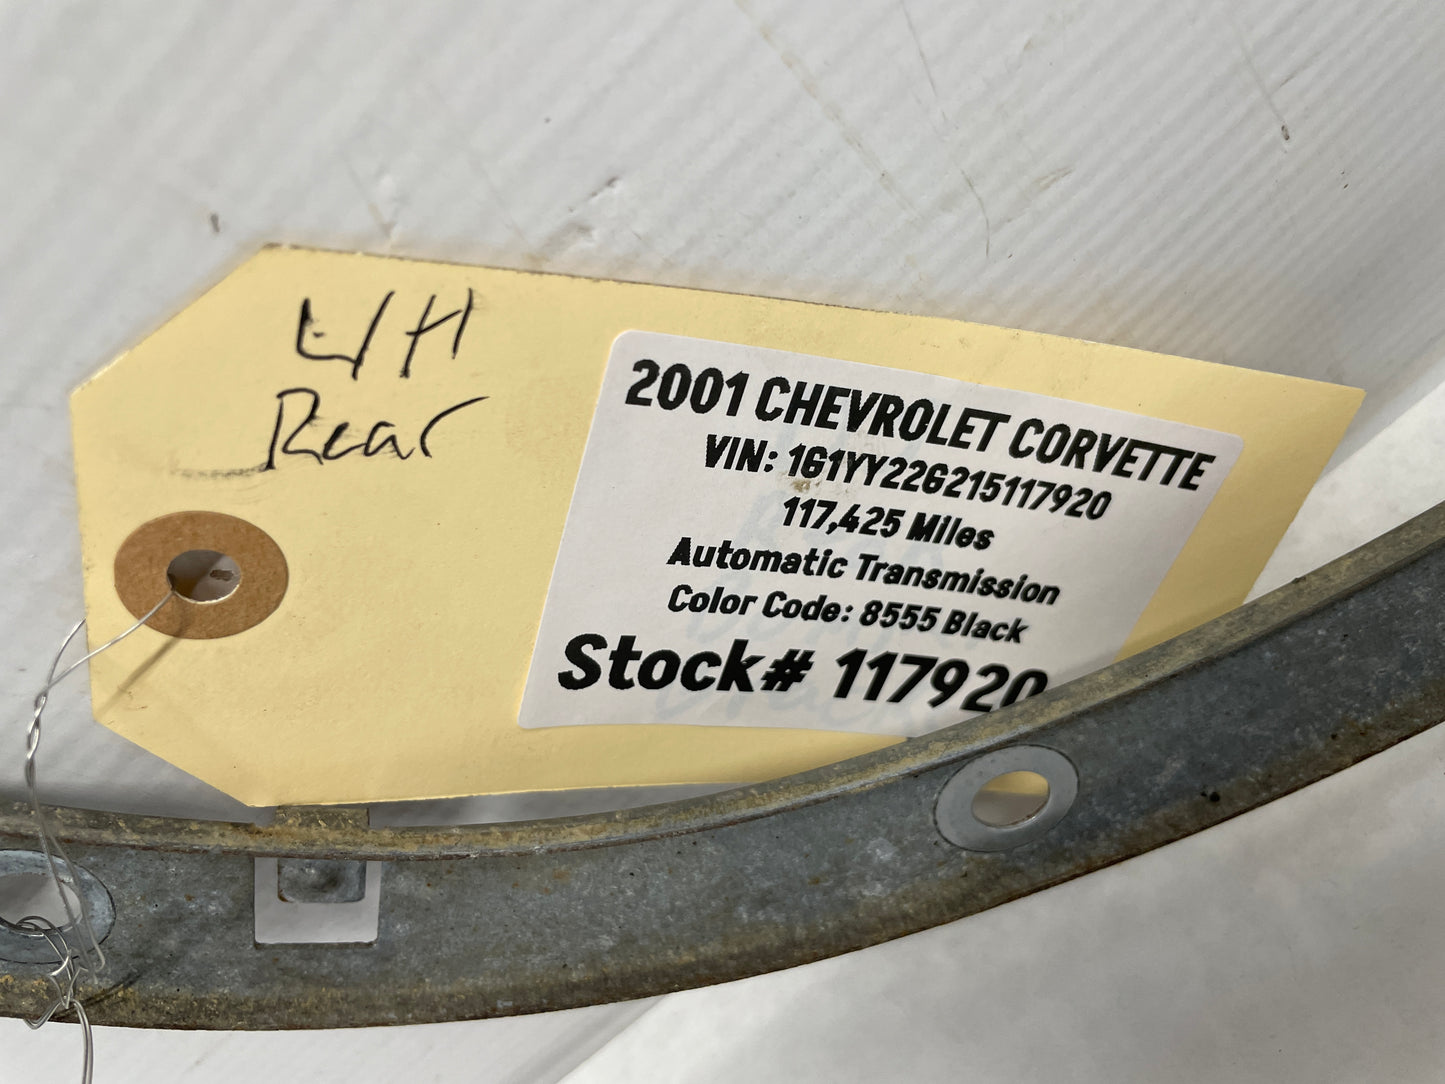 LH
Rear
2001 CHEVROLET CORVETTE
VIN: 1G1YY22G215117920
117,425 Miles
Automatic Transmission
Color Code: 8555 Black
Stock# 117920